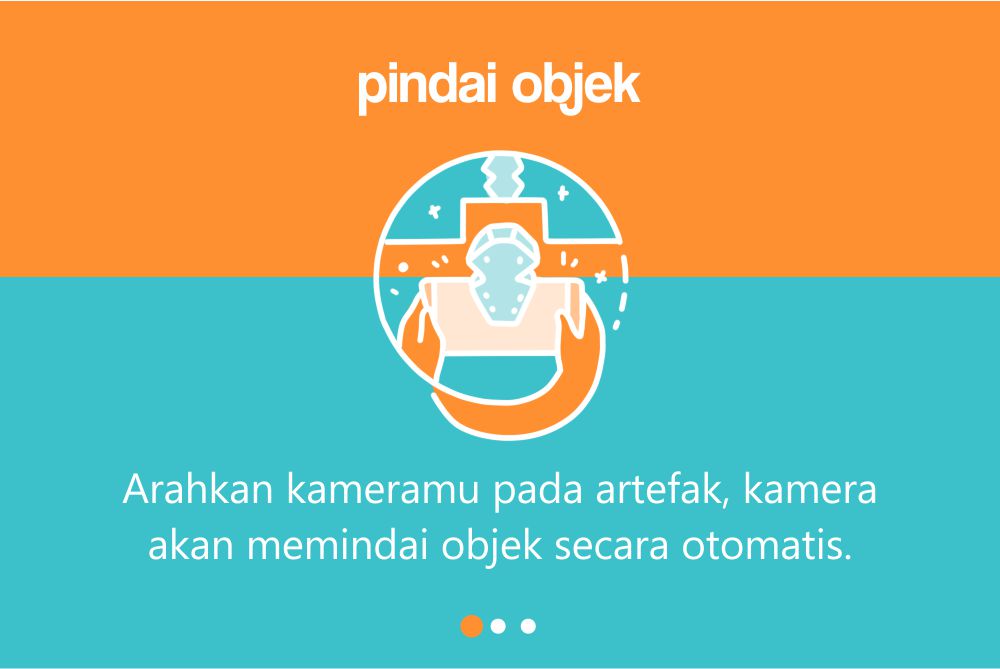 pindai objek
Arahkan kameramu pada artefak, kamera
akan memindai objek secara otomatis.